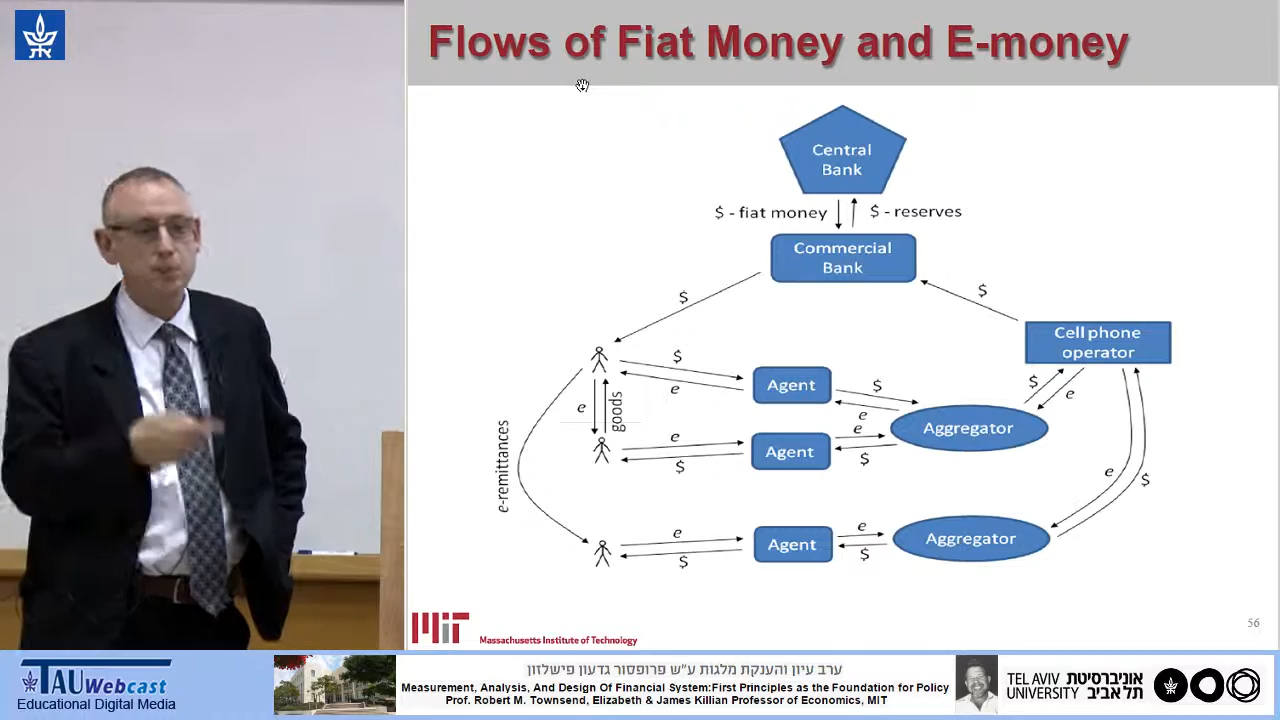 Flows of Fiat Money and E-money
Central
Bank
$ - fiat money
$ - reserves
Commercial
Bank
$
$
Cell phone
operator
$
e
Agent
$
e
$
e
e
goods
Aggregator
e
$
Agent
e
$
e
$
e-remittances
e
$
Agent
e
$
Aggregator
56
MIT
Massachusetts Institute of Technology
TAU Webcast
Educational Digital Media
ערב עיון והענקת מלגות ע"ש פרופסור גדעון פישלזון
Measurement, Analysis, And Design Of Financial System:First Principles as the Foundation for Policy
Prof. Robert M. Townsend, Elizabeth & James Killian Professor of Economics, MIT
TEL AVIV אוניברסיטת
UNIVERSITY תל אביב